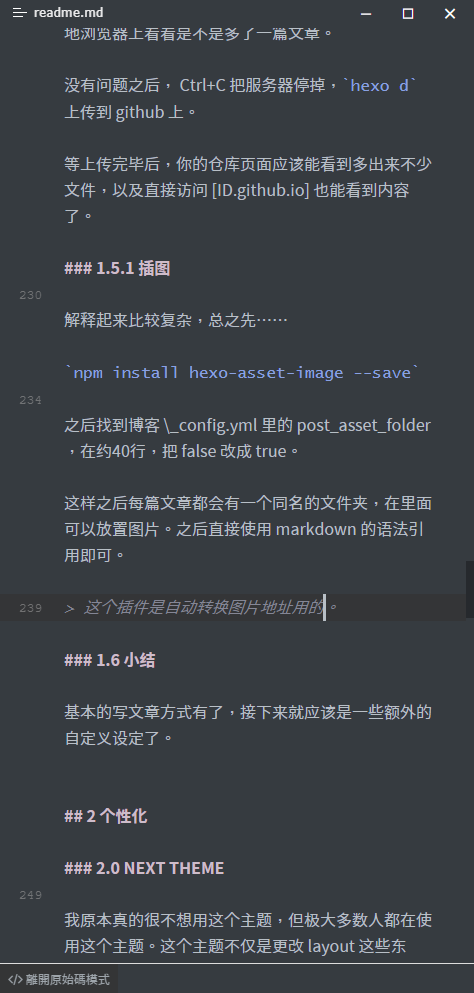 readme.md
地浏览器上看看是不是多了一篇文章。
没有问题之后， Ctrl+C 把服务器停掉，`hexo d`
上传到 github 上。
等上传完毕后，你的仓库页面应该能看到多出来不少
文件，以及直接访问 [ID.github.io] 也能看到内容
了。
### 1.5.1 插图
230
解释起来比较复杂，总之先……
`npm install hexo-asset-image --save`
234
之后找到博客 \_config.yml 里的 post_asset_folder
，在约40行，把 false 改成 true。
这样之后每篇文章都会有一个同名的文件夹，在里面
可以放置图片。之后直接使用 markdown 的语法引
用即可。
239 > 这个插件是自动转换图片地址用的。
### 1.6 小结
基本的写文章方式有了，接下来就应该是一些额外的
自定义设定了。
## 2 个性化
### 2.0 NEXT THEME
249
我原本真的很不想用这个主题，但极大多数人都在使
用这个主题。这个主题不仅是更改 layout 这些东
</> 離開原始碼模式